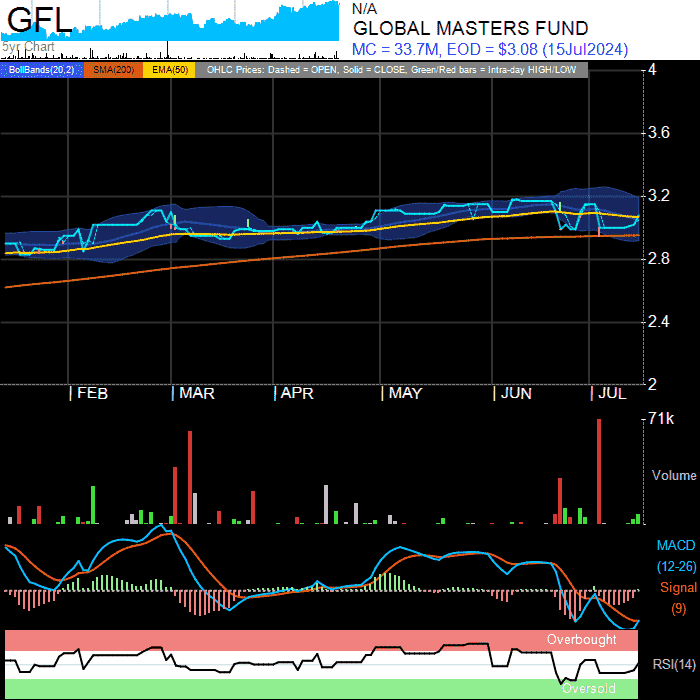 GFL
5yr Chart
N/A
GLOBAL MASTERS FUND
MC = 33.7M, EOD = $3.08 (15Jul2024)
BollBands(20,2) SMA(200) EMA(50) OHLC Prices: Dashed = OPEN, Solid = CLOSE, Green/Red bars = Intra-day HIGH/LOW
4
3.6
3.2
2.8
2.4
2
FEB MAR APR MAY JUN JUL
71k
Volume
MACD
(12-26)
Signal
(9)
Overbought
RSI(14)
Oversold